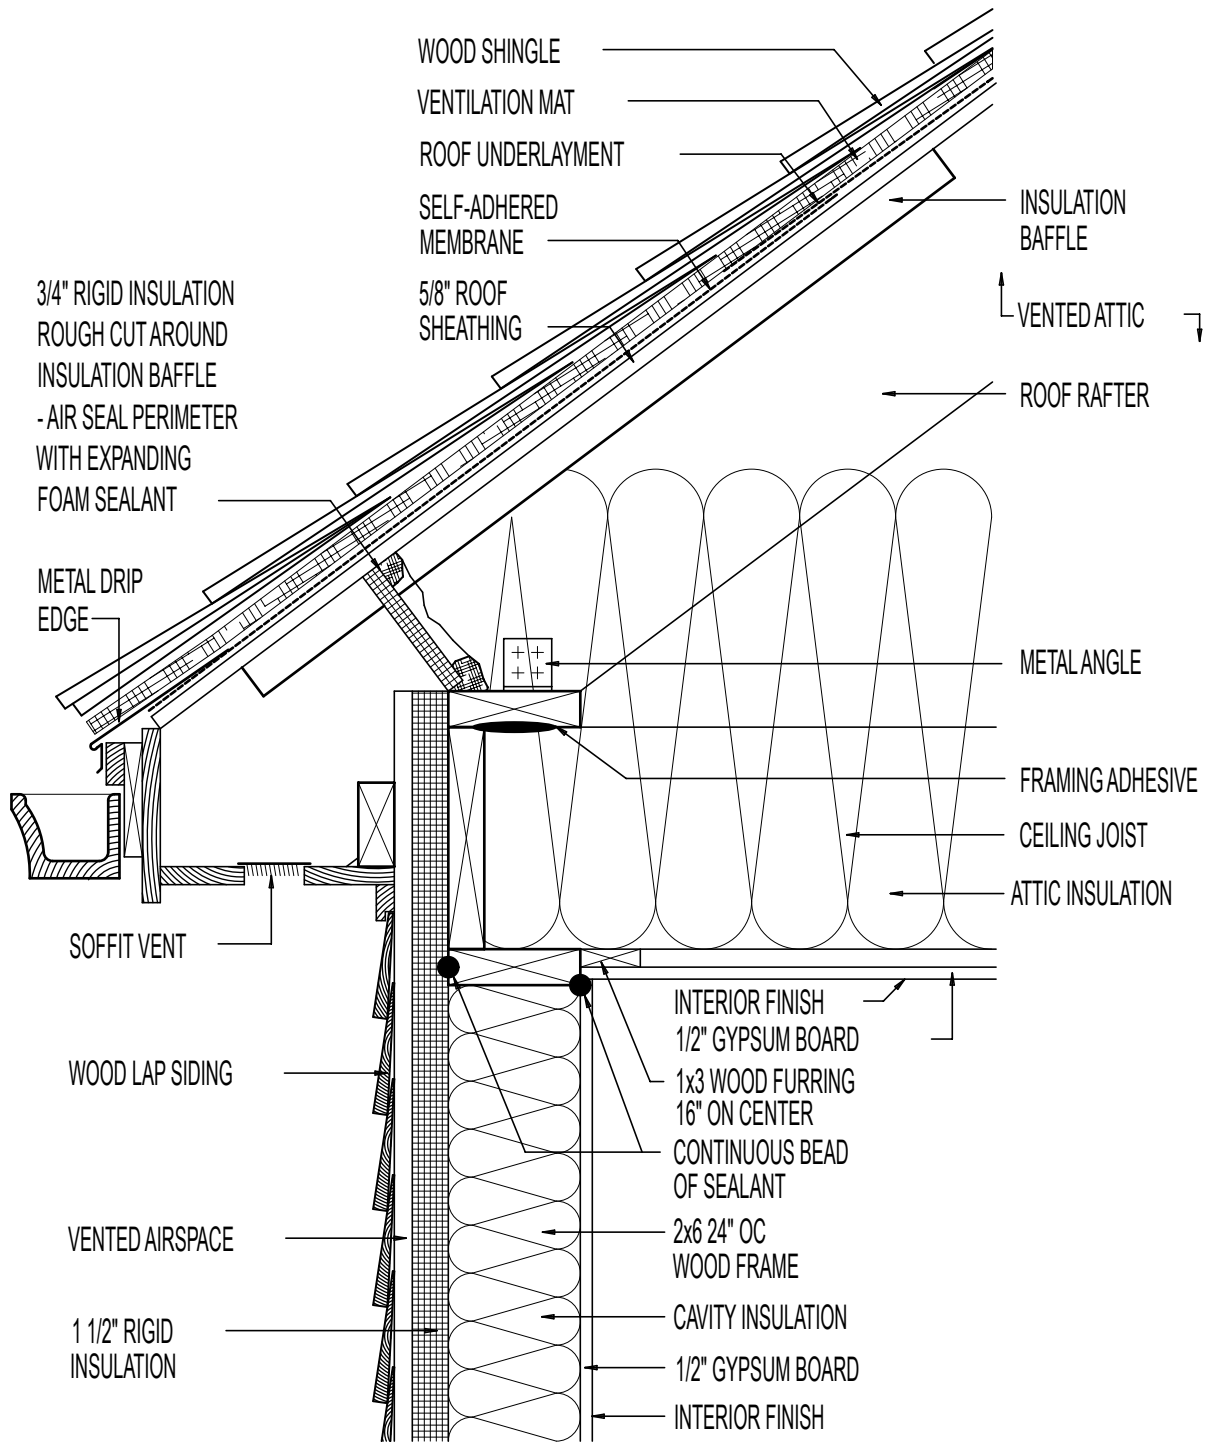 WOOD SHINGLE
VENTILATION MAT
ROOF UNDERLAYMENT
SELF-ADHERED
MEMBRANE
5/8" ROOF
SHEATHING
3/4" RIGID INSULATION
ROUGH CUT AROUND
INSULATION BAFFLE
- AIR SEAL PERIMETER
WITH EXPANDING
FOAM SEALANT
METAL DRIP
EDGE
SOFFIT VENT
WOOD LAP SIDING
VENTED AIRSPACE
1 1/2" RIGID
INSULATION
INSULATION
BAFFLE
VENTED ATTIC
ROOF RAFTER
METAL ANGLE
FRAMING ADHESIVE
CEILING JOIST
ATTIC INSULATION
INTERIOR FINISH
1/2" GYPSUM BOARD
1x3 WOOD FURRING
16" ON CENTER
CONTINUOUS BEAD
OF SEALANT
2x6 24" OC
WOOD FRAME
CAVITY INSULATION
1/2" GYPSUM BOARD
INTERIOR FINISH